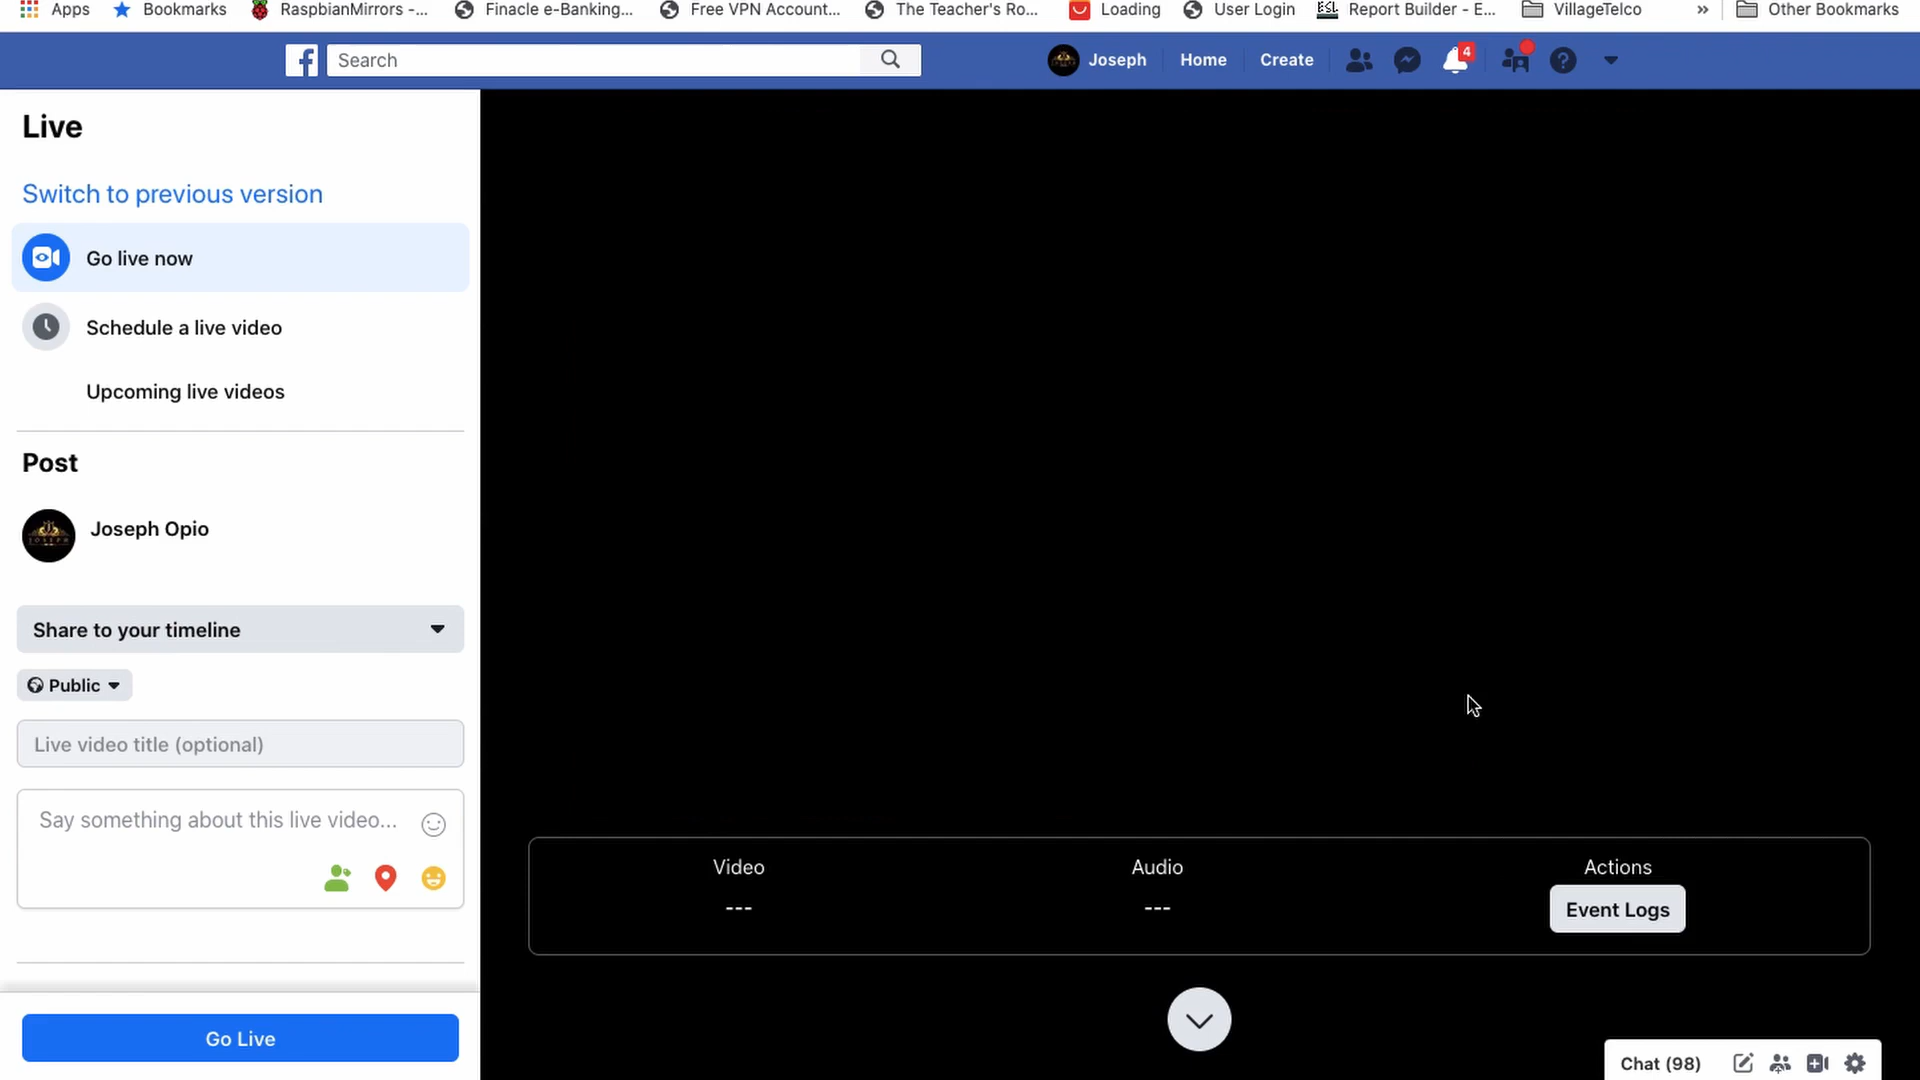 Apps Bookmarks RaspbianMirrors -... Finacle e-Banking... Free VPN Account... The Teacher's Ro... Loading User Login ESL Report Builder - E... VillageTelco » Other Bookmarks
f Search Joseph Home Create 4
Live
Switch to previous version
Go live now
Schedule a live video
Upcoming live videos
Post
Joseph Opio
Share to your timeline
Public
Live video title (optional)
Say something about this live video...
Go Live
Video Audio Actions
--- --- Event Logs
Chat (98)